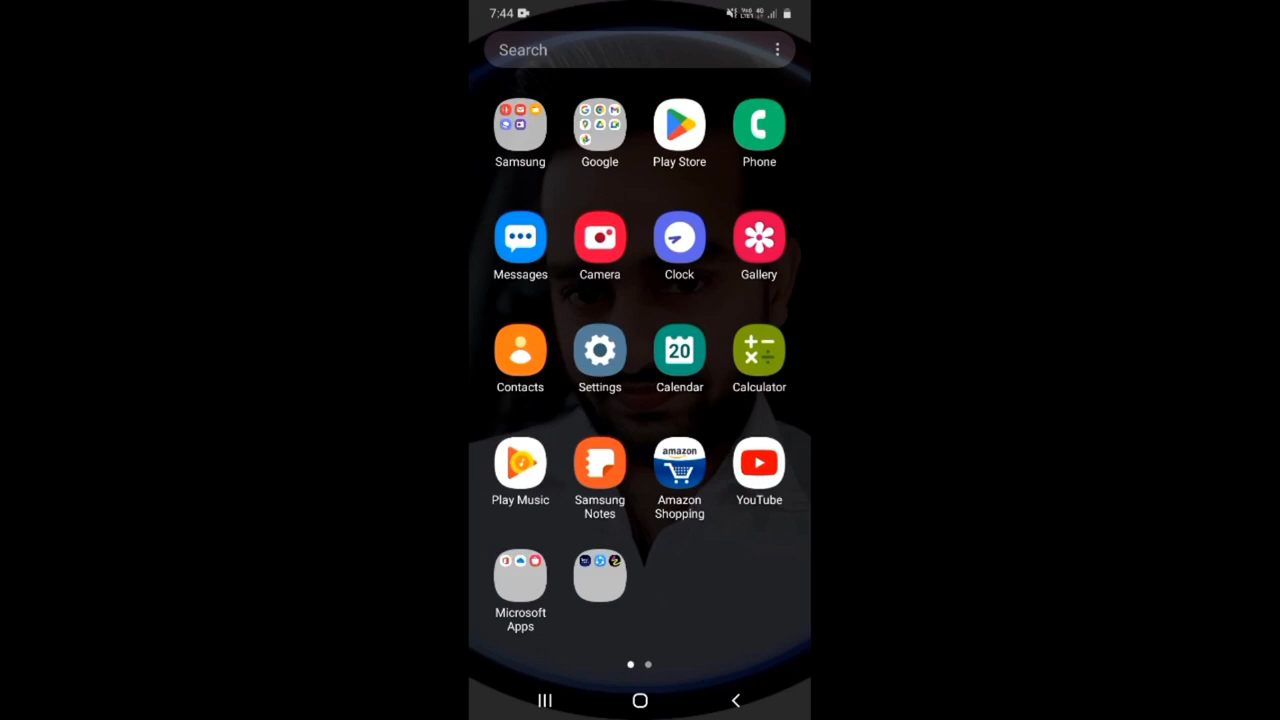 7:44
Search
Samsung
Google
Play Store
Phone
Messages
Camera
Clock
Gallery
20
Contacts
Settings
Calendar
Calculator
amazon
Play Music
Samsung
Notes
Amazon
Shopping
YouTube
Microsoft
Apps